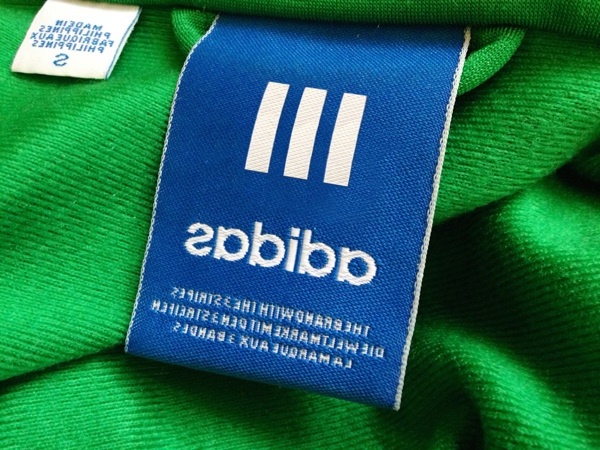 MADE IN
PHILIPPINES
FABRIQUE AUX
PHILIPPINES
S
adidas
THE BRAND WITH THE 3 STRIPES
DIE WELTMARKE MIT DEN 3 STREIFEN
LA MARQUE AUX 3 BANDES